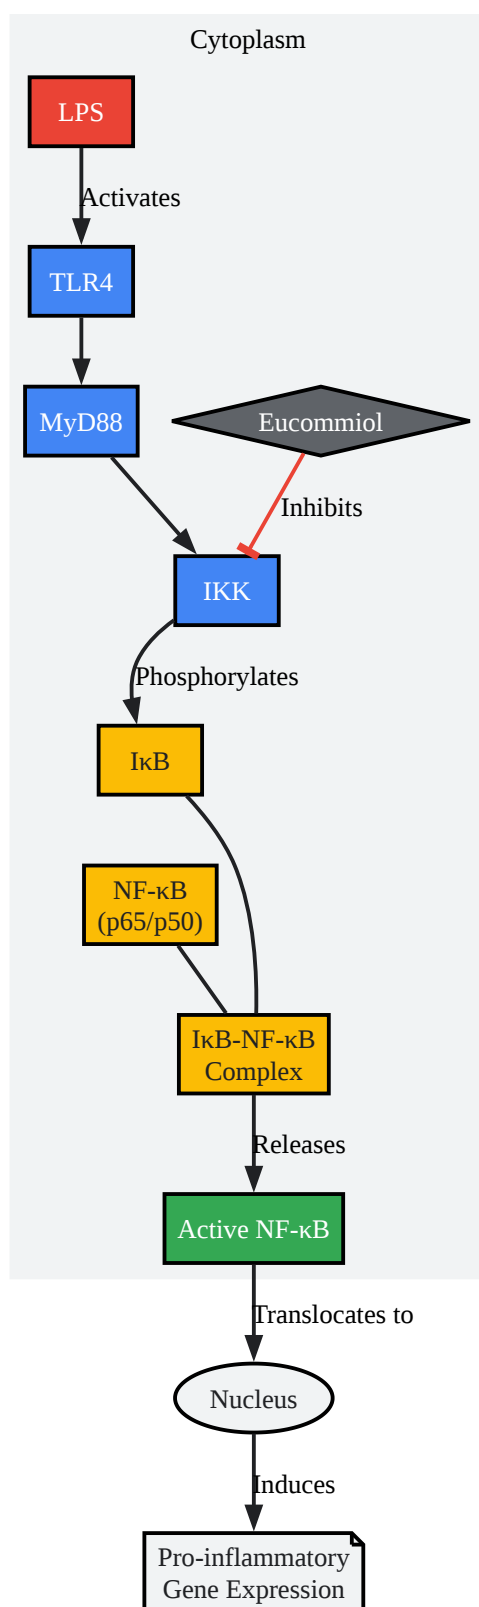 Cytoplasm
LPS
Activates
TLR4
MyD88
Eucommiol
Inhibits
IKK
Phosphorylates
IκB
NF-κB
(p65/p50)
IκB-NF-κB
Complex
Releases
Active NF-κB
Translocates to
Nucleus
Induces
Pro-inflammatory
Gene Expression